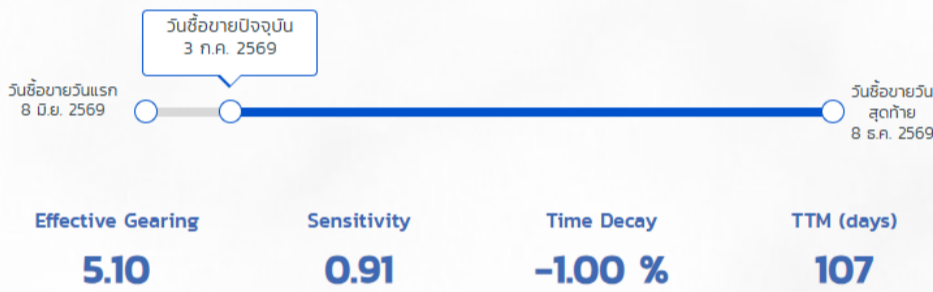 วันซื้อขายปัจจุบัน
3 ก.ค. 2569
วันซื้อขายวันแรก
8 มิ.ย. 2569
วันซื้อขายวัน
สุดท้าย
8 ธ.ค. 2569
Effective Gearing
Sensitivity
Time Decay
TTM (days)
5.10
0.91
-1.00 %
107